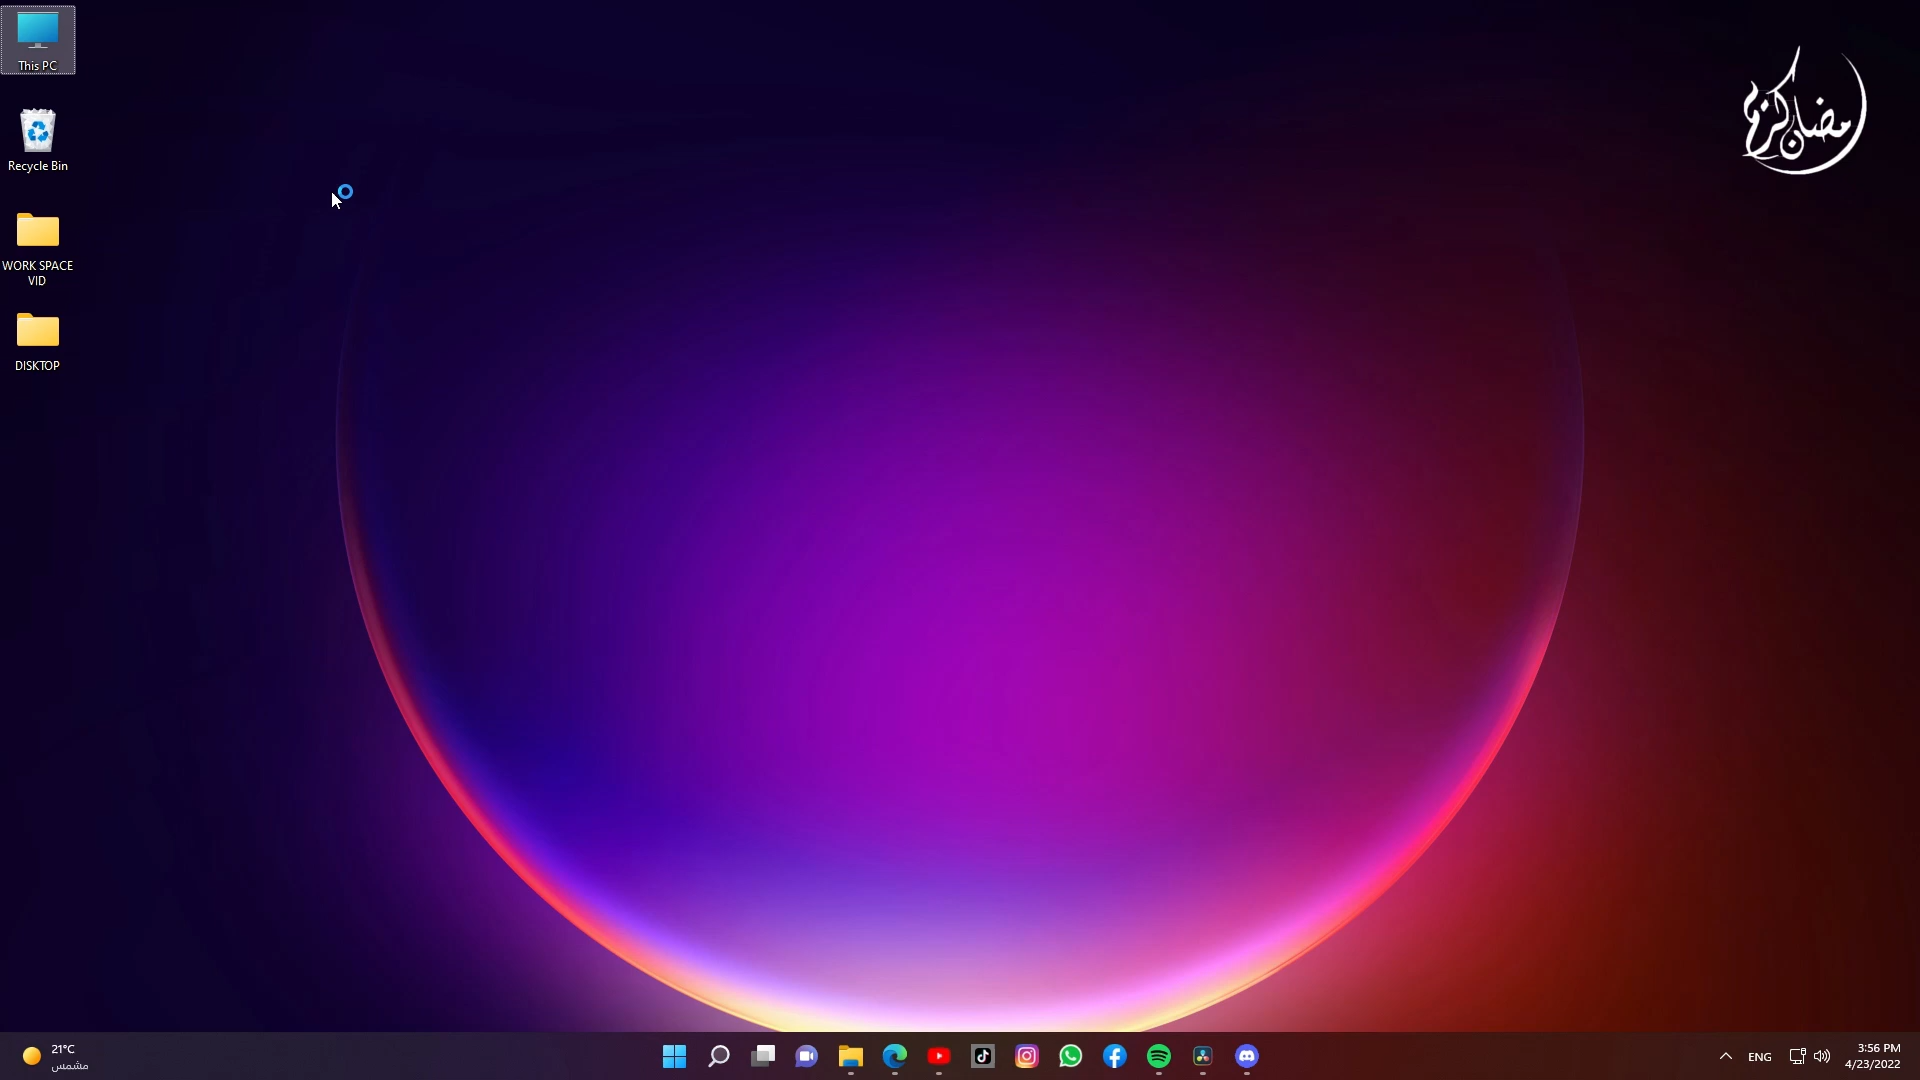 This PC
Recycle Bin
WORK SPACE
VID
DISKTOP
رمضان كريم
21°C
مشمس
ENG
3:56 PM
4/23/2022